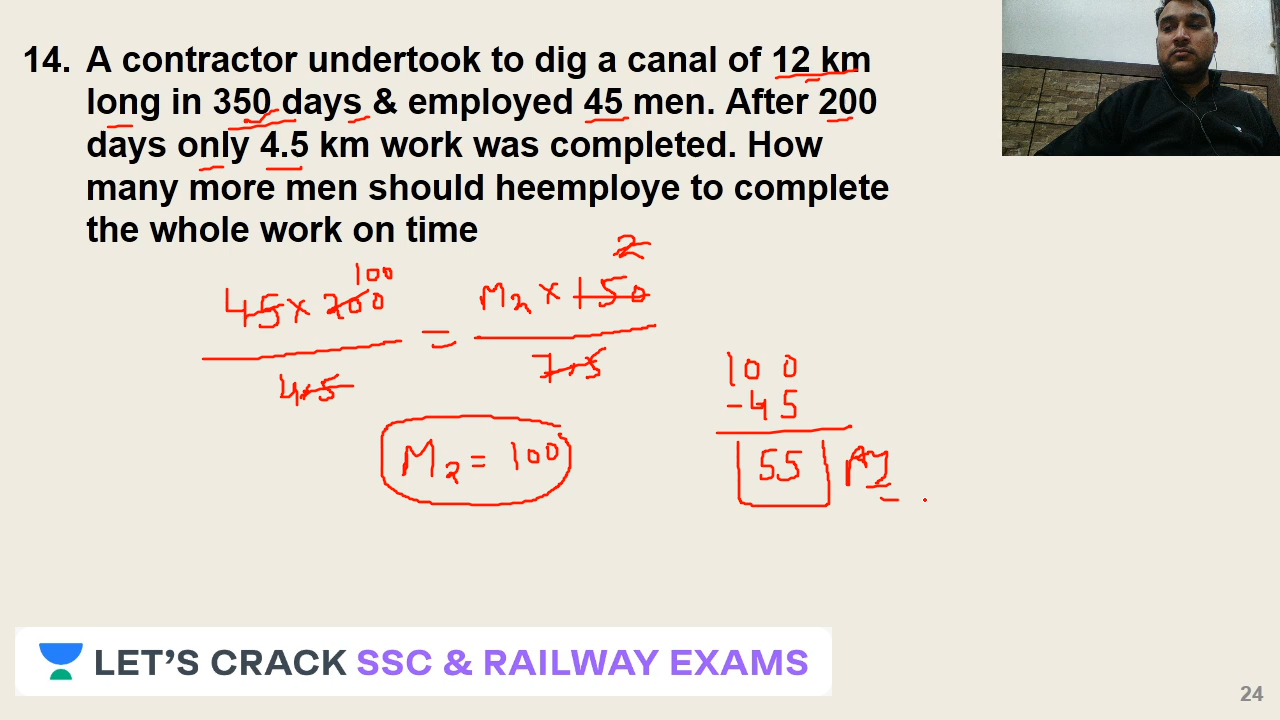 14. A contractor undertook to dig a canal of 12 km
long in 350 days & employed 45 men. After 200
days only 4.5 km work was completed. How
many more men should heemploye to complete
the whole work on time
2
100
45 × 200 = M2 × 150
4.5 7.5
100
-45
55
M2 = 100
LET'S CRACK SSC & RAILWAY EXAMS
24